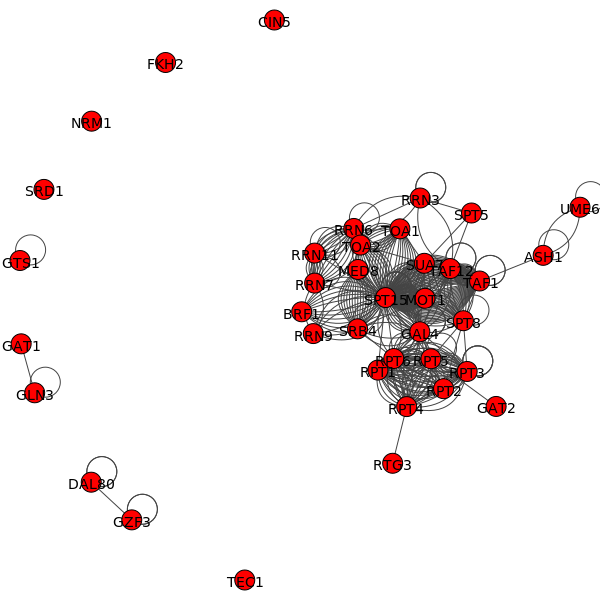 CIN5
FKH2
NRM1
SRD1
RRN3
UME6
SPT5
RRN6
TOA1
TOA2
RRN11
ASH1
GTS1
SUA7
MED8
TAF12
TAF1
RRN7
SPT15
MOT1
BRF1
SPT8
RRN9
SRB4
GAL4
GAT1
RPT6
RPT5
RPT1
RPT3
RPT2
GLN3
RPT4
GAT2
RTG3
DAL80
GZF3
TEC1